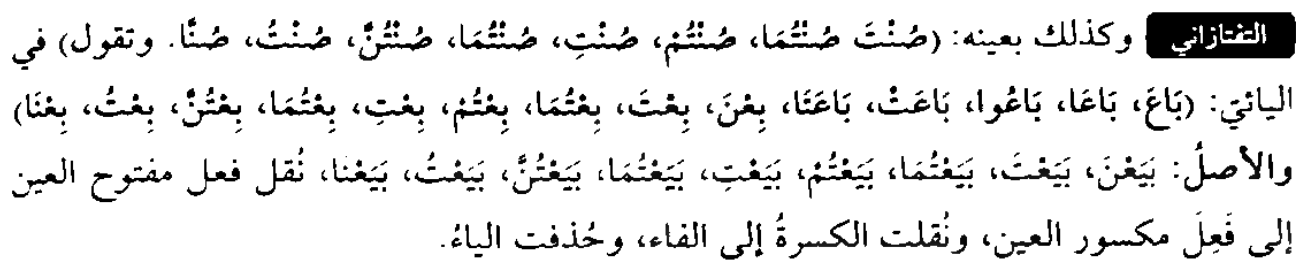 التفتازاني وكذلك بعينه: (صُنْتَ صُنْتُمَا، صُنْتُمْ، صُنْتِ، صُنْتُمَا، صُنْتُنَّ، صُنْتُ، صُنَّا. وتقول) في
اليائيّ: (بَاعَ، بَاعَا، بَاعُوا، بَاعَتْ، بَاعَتَا، بِعْنَ، بِعْتَ، بِعْتُمَا، بِعْتُمْ، بِعْتِ، بِعْتُمَا، بِعْتُنَّ، بِعْتُ، بِعْنَا)
والأصلُ: بَيَعْنَ، بَيَعْتَ، بَيَعْتُمَا، بَيَعْتُمْ، بَيَعْتِ، بَيَعْتُمَا، بَيَعْتُنَّ، بَيَعْتُ، بَيَعْنا، نُقل فعل مفتوح العين
إلى فَعِلَ مكسور العين، ونُقلت الكسرةُ إلى الفاء، وحُذفت الياءُ.